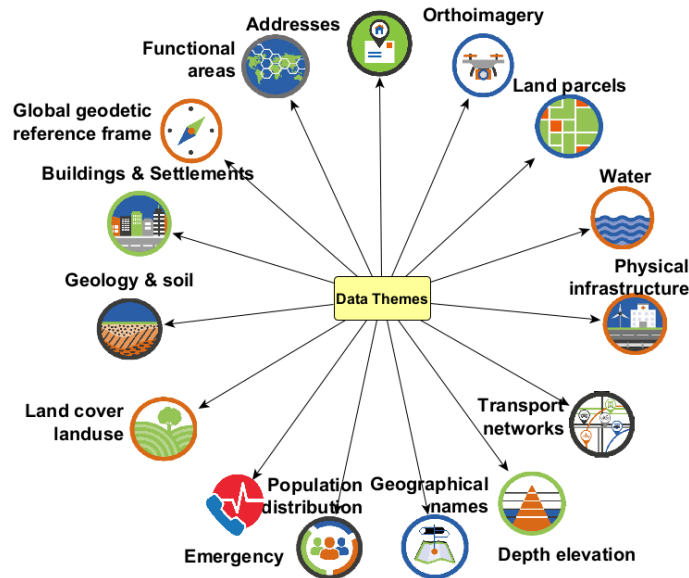 Addresses
Orthoimagery
Functional
areas
Land parcels
Global geodetic
reference frame
Buildings & Settlements
Water
Physical
infrastructure
Geology & soil
Data Themes
Land cover
landuse
Transport
networks
Population
distribution
Geographical
names
Emergency
Depth elevation